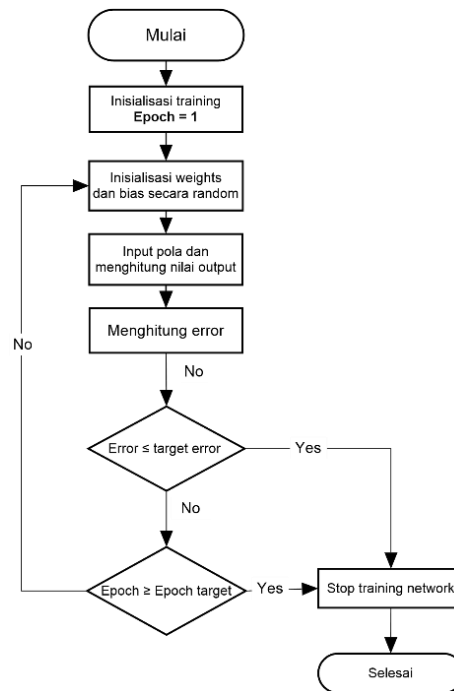 Mulai
Inisialisasi training
Epoch = 1
Inisialisasi weights
dan bias secara random
Input pola dan
menghitung nilai output
No
Menghitung error
No
Error ≤ target error
Yes
No
Epoch ≥ Epoch target
Yes
Stop training network
Selesai